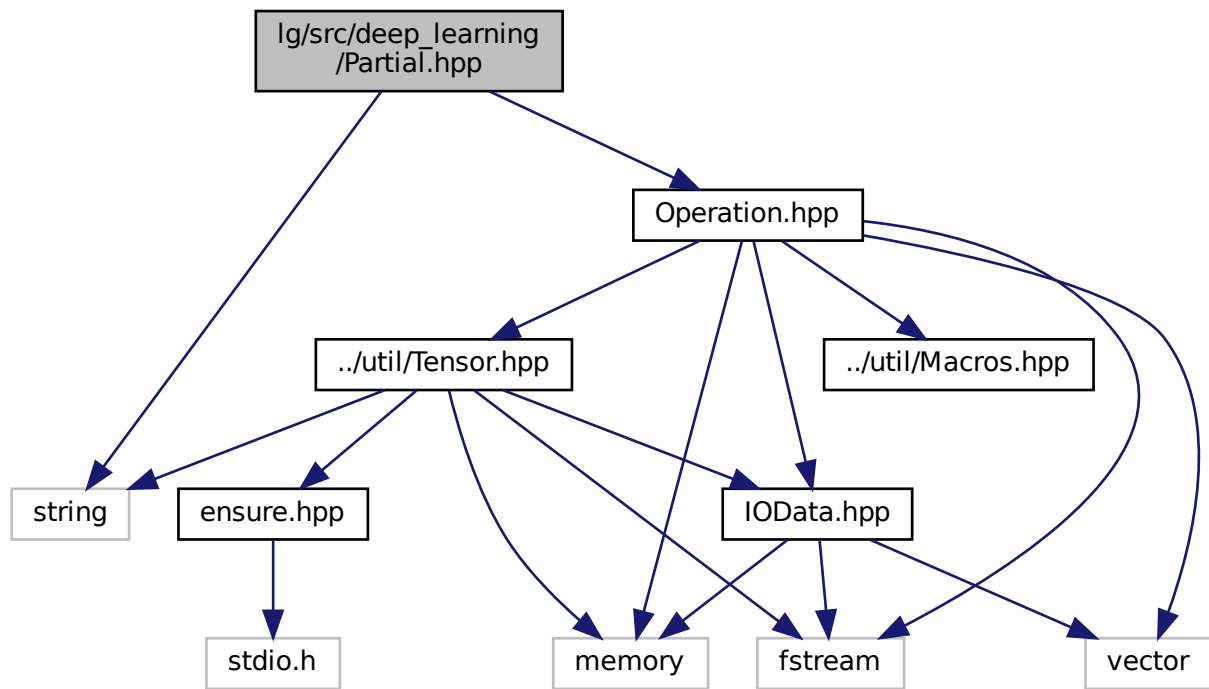 lg/src/deep_learning
/Partial.hpp
Operation.hpp
../util/Tensor.hpp
../util/Macros.hpp
string
ensure.hpp
IOData.hpp
stdio.h
memory
fstream
vector